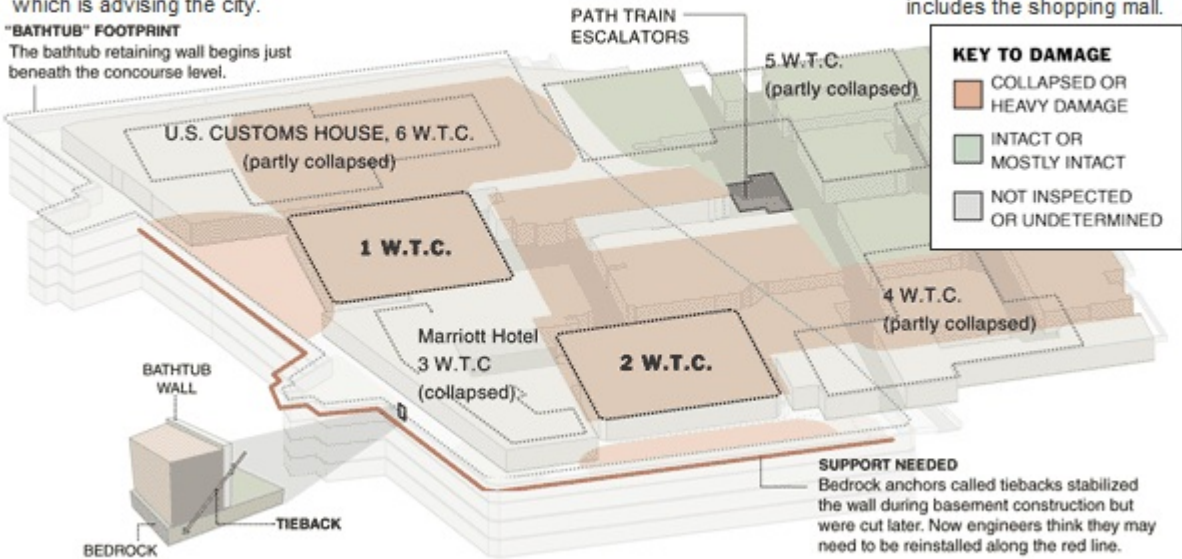 which is advising the city.
includes the shopping mall.
"BATHTUB" FOOTPRINT
The bathtub retaining wall begins just
beneath the concourse level.
PATH TRAIN
ESCALATORS
5 W.T.C.
(partly collapsed)
KEY TO DAMAGE
COLLAPSED OR
HEAVY DAMAGE
INTACT OR
MOSTLY INTACT
NOT INSPECTED
OR UNDETERMINED
U.S. CUSTOMS HOUSE, 6 W.T.C.
(partly collapsed)
1 W.T.C.
4 W.T.C.
(partly collapsed)
Marriott Hotel
3 W.T.C
(collapsed)
2 W.T.C.
BATHTUB
WALL
TIEBACK
BEDROCK
SUPPORT NEEDED
Bedrock anchors called tiebacks stabilized
the wall during basement construction but
were cut later. Now engineers think they may
need to be reinstalled along the red line.